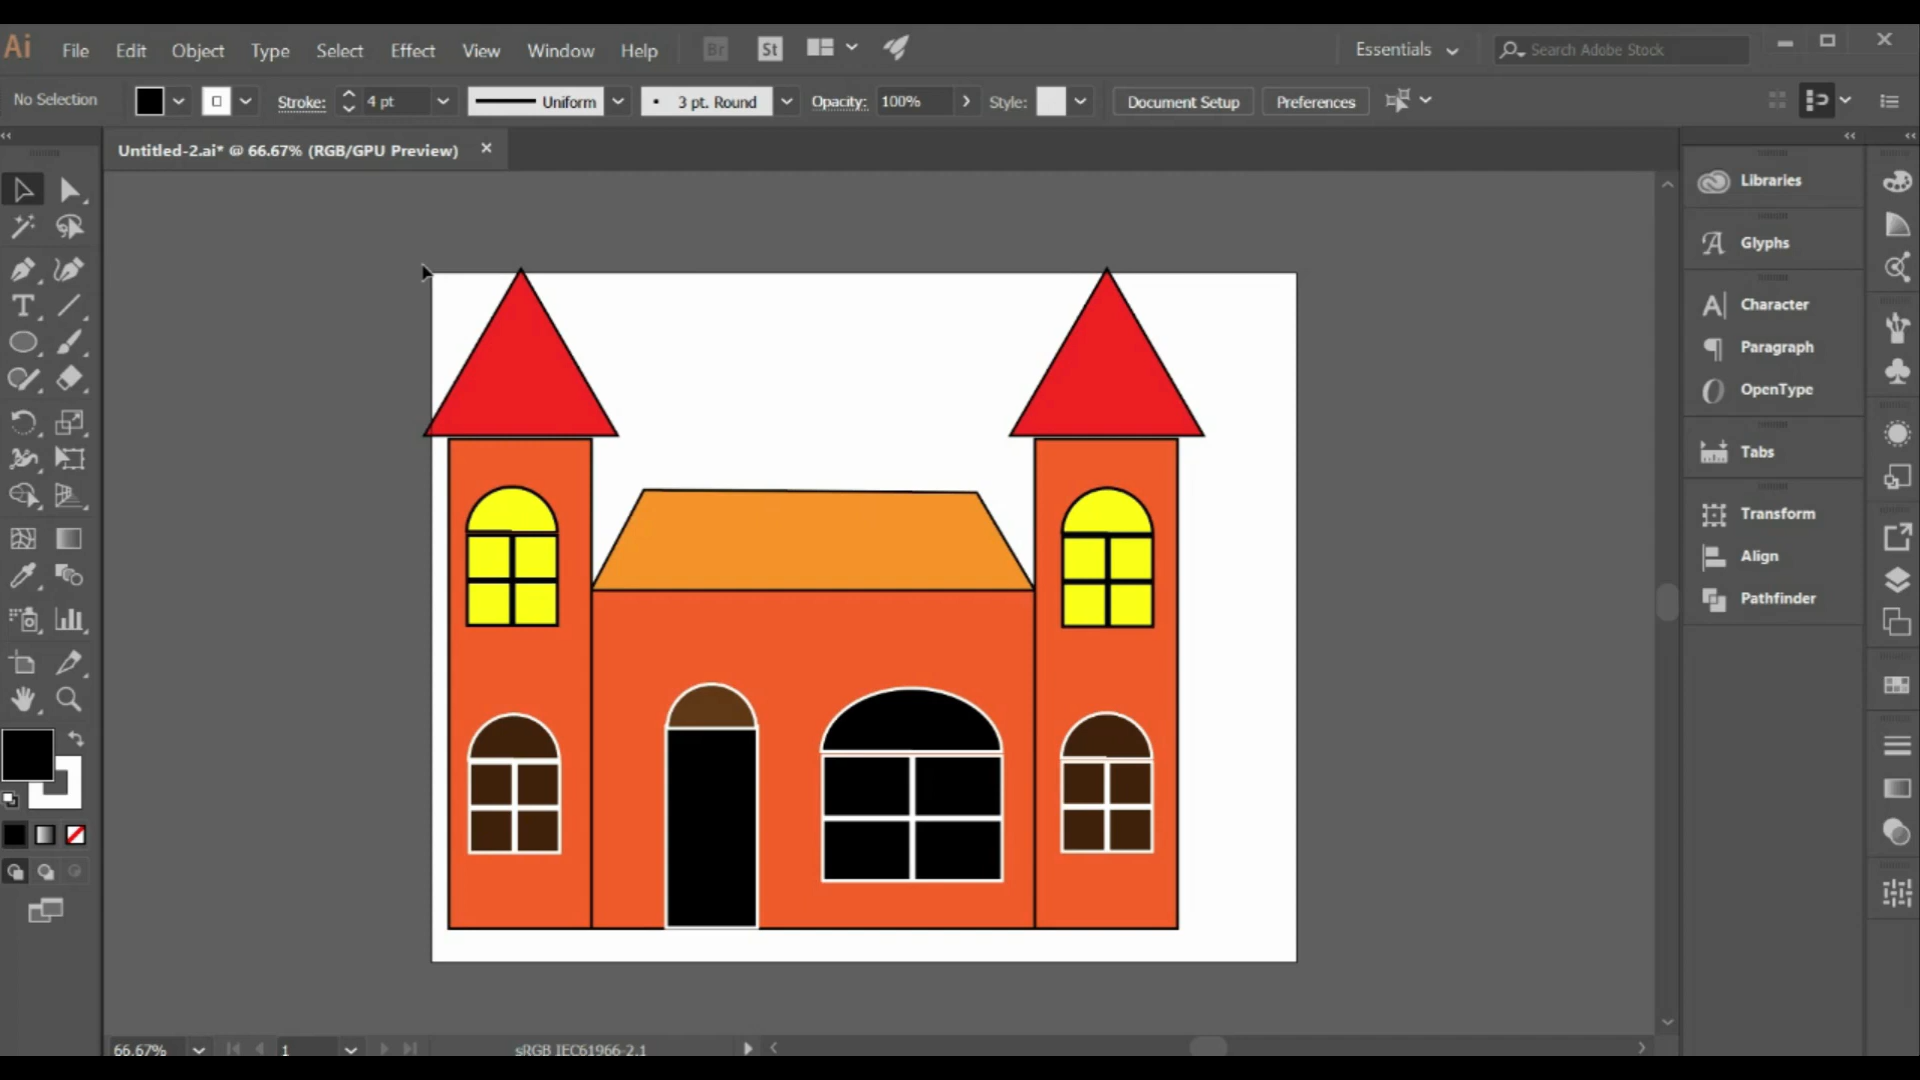 Ai File Edit Object Type Select Effect View Window Help Br St Essentials Search Adobe Stock
No Selection Stroke: 4 pt Uniform 3 pt. Round Opacity: 100% Style: Document Setup Preferences
Untitled-2.ai* @ 66.67% (RGB/GPU Preview)
Libraries
Glyphs
Character
Paragraph
OpenType
Tabs
Transform
Align
Pathfinder
66.67% 1 sRGB IEC61966-2.1